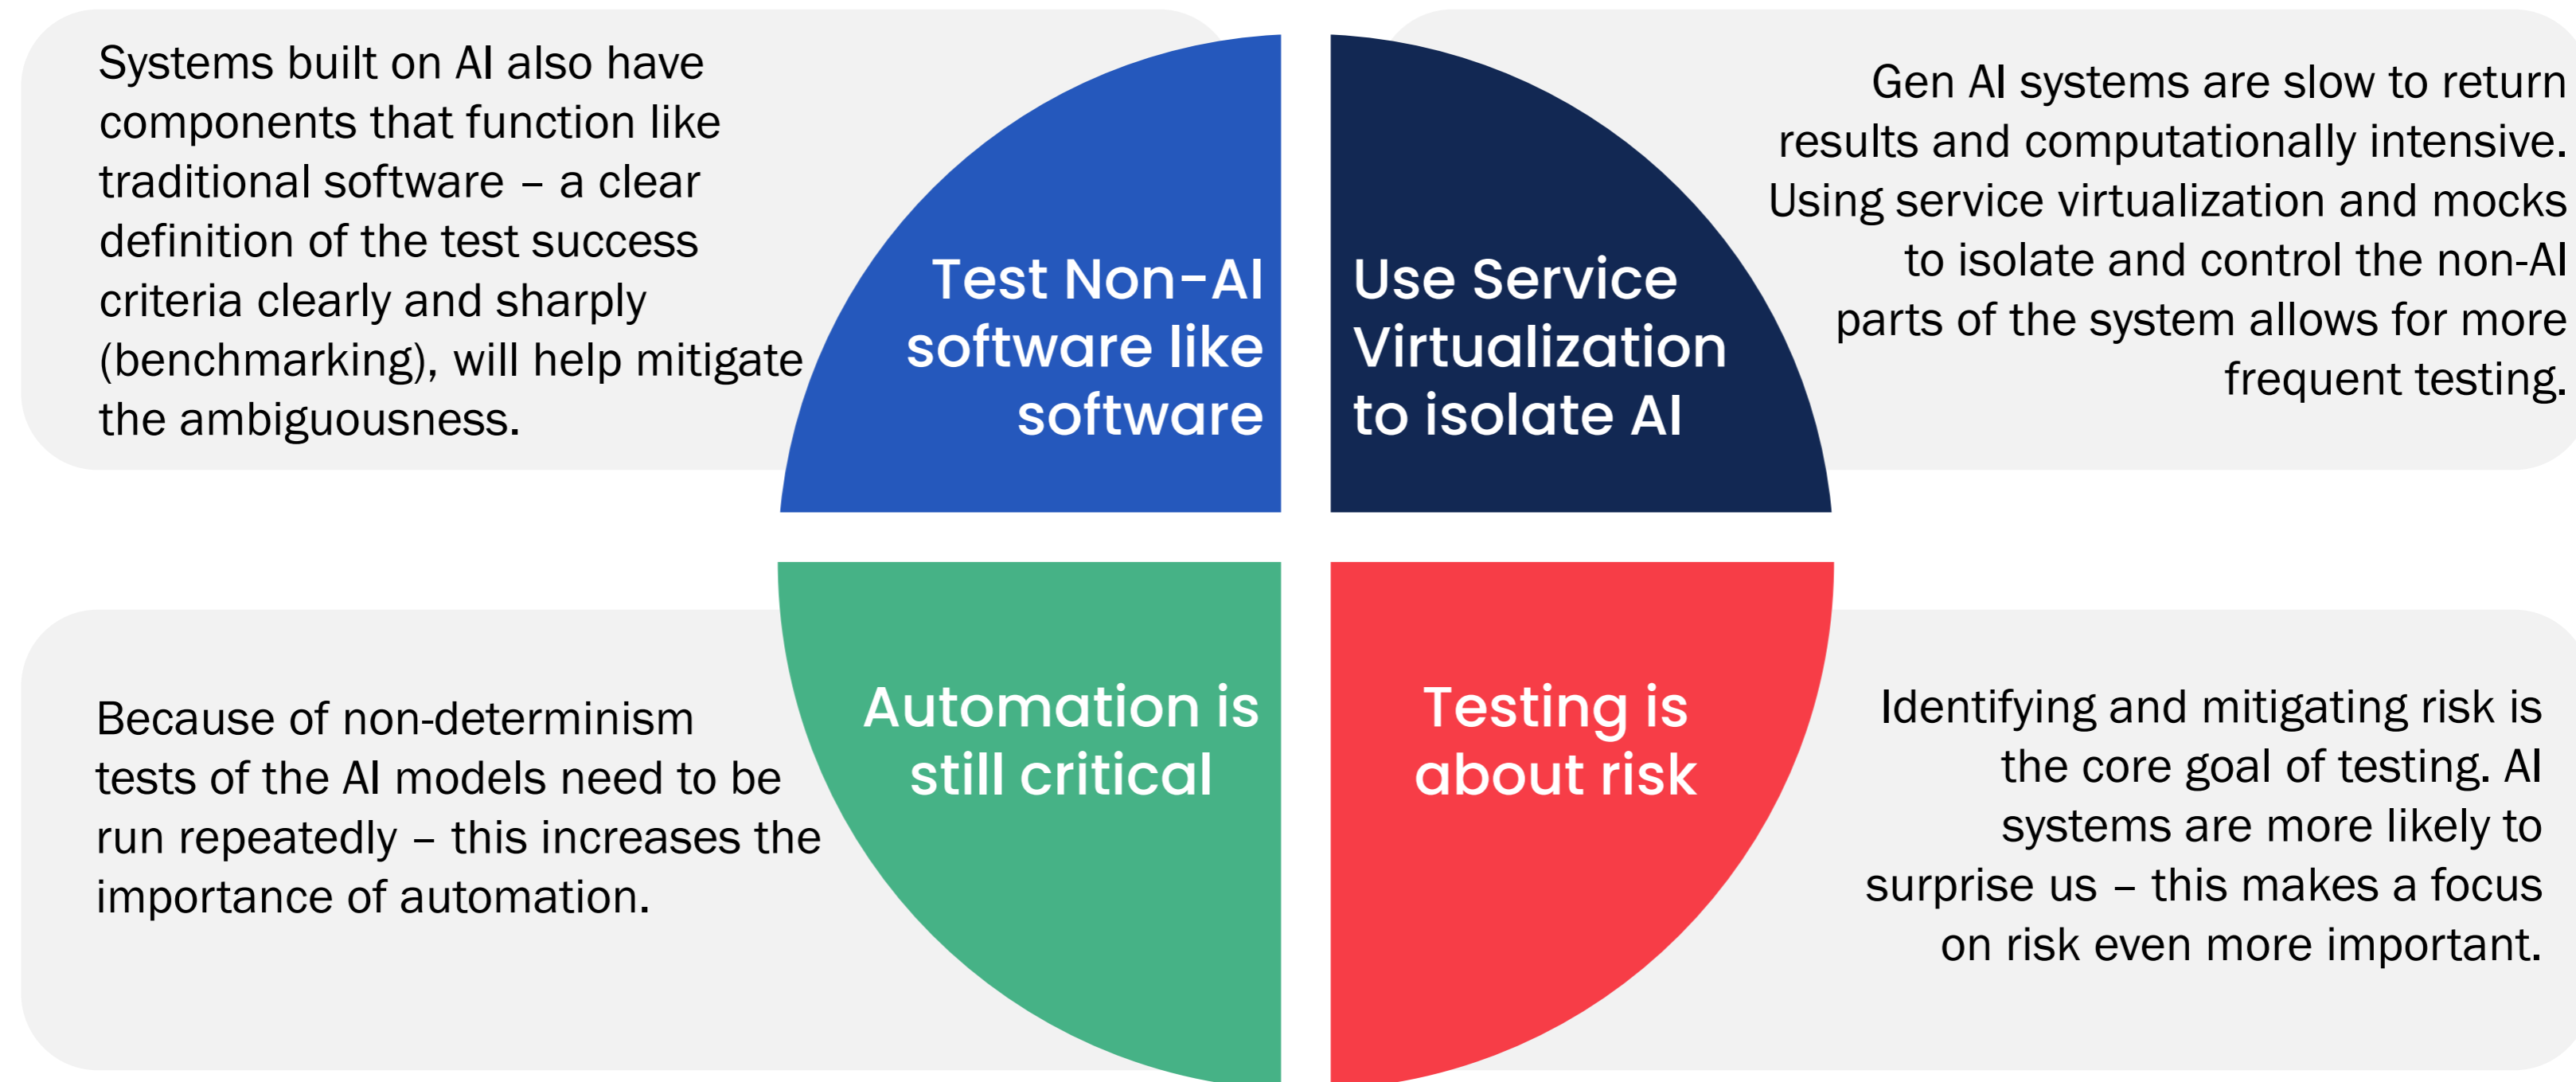 Systems built on AI also have
components that function like
traditional software – a clear
definition of the test success
criteria clearly and sharply
(benchmarking), will help mitigate
the ambiguousness.
Test Non-AI
software like
software
Use Service
Virtualization
to isolate AI
Gen AI systems are slow to return
results and computationally intensive.
Using service virtualization and mocks
to isolate and control the non-AI
parts of the system allows for more
frequent testing.
Because of non-determinism
tests of the AI models need to be
run repeatedly – this increases the
importance of automation.
Automation is
still critical
Testing is
about risk
Identifying and mitigating risk is
the core goal of testing. AI
systems are more likely to
surprise us – this makes a focus
on risk even more important.